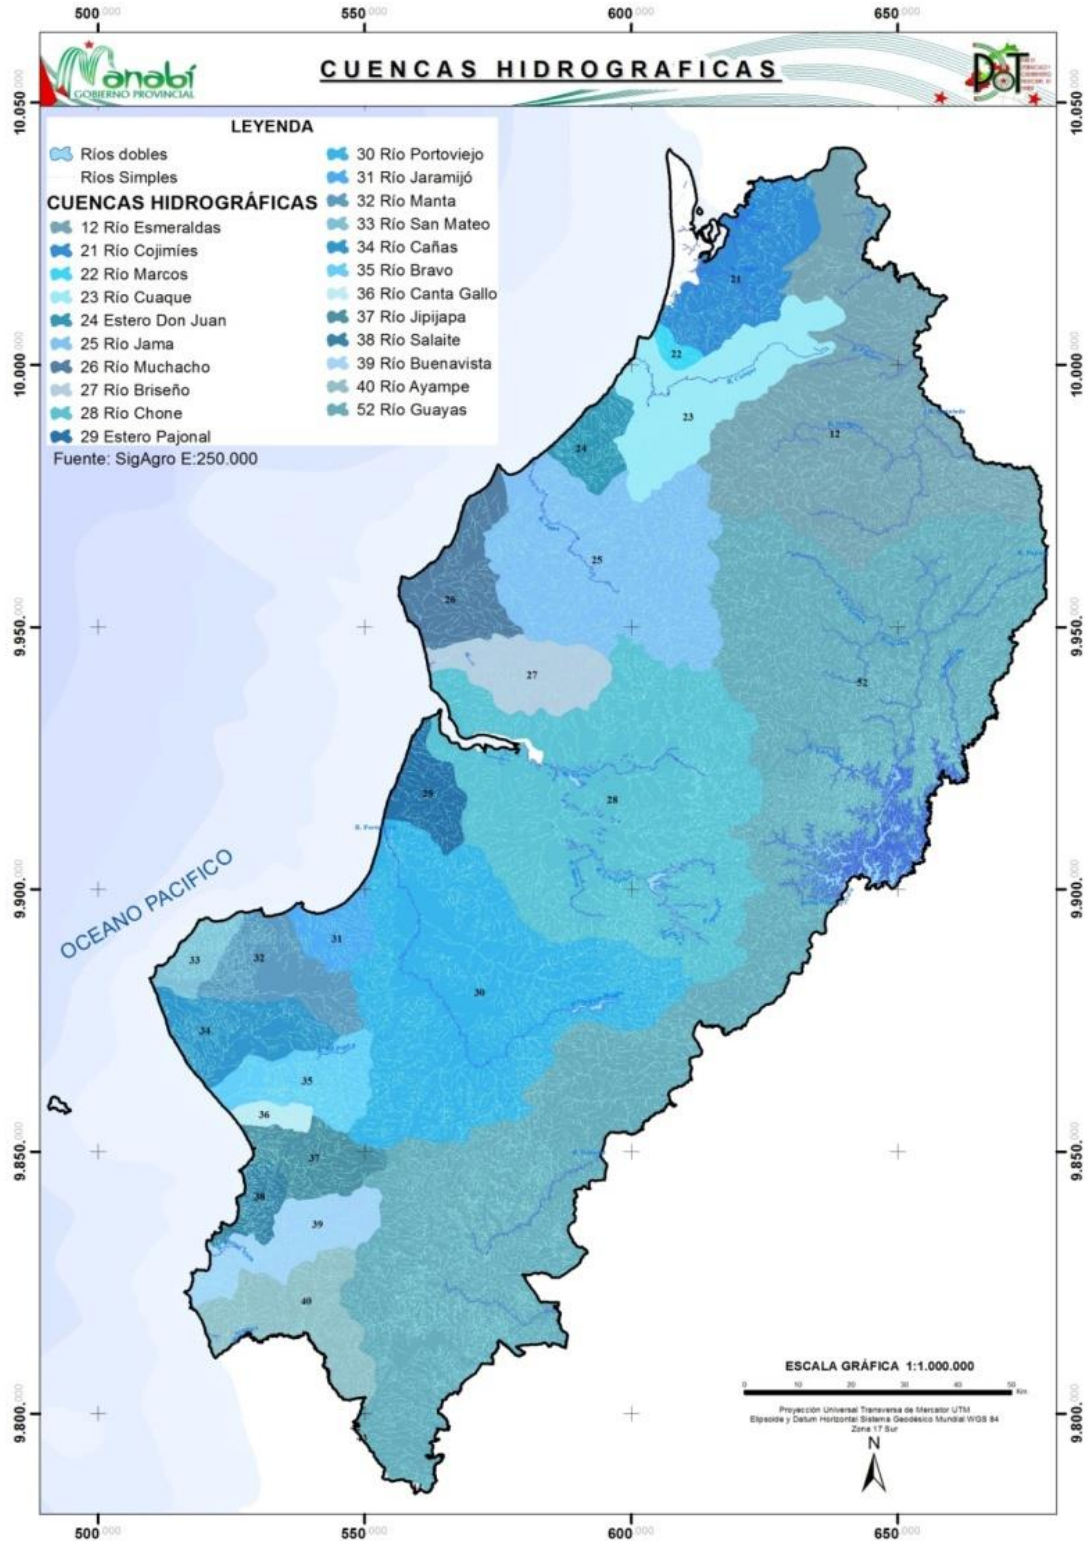 500.000 550.000 600.000 650.000
Manabí
GOBIERNO PROVINCIAL
CUENCAS HIDROGRAFICAS
PDOT
10.050.000 10.050.000
LEYENDA
Ríos dobles
Ríos Simples
CUENCAS HIDROGRÁFICAS
12 Río Esmeraldas
21 Río Cojimíes
22 Río Marcos
23 Río Cuaque
24 Estero Don Juan
25 Río Jama
26 Río Muchacho
27 Río Briseño
28 Río Chone
29 Estero Pajonal
30 Río Portoviejo
31 Río Jaramijó
32 Río Manta
33 Río San Mateo
34 Río Cañas
35 Río Bravo
36 Río Canta Gallo
37 Río Jipijapa
38 Río Salaite
39 Río Buenavista
40 Río Ayampe
52 Río Guayas
Fuente: SigAgro E:250.000
21
10.000.000 10.000.000
22
23
12
24
25
26
9.950.000 9.950.000
27
52
28
29
OCEANO PACIFICO
9.900.000 9.900.000
31
32
33
30
34
35
36
9.850.000 9.850.000
37
38
39
40
ESCALA GRÁFICA 1:1.000.000
0 10 20 30 40 50
Km.
Proyección Universal Transversa de Mercator UTM
Elipsoide y Datum Horizontal Sistema Geodésico Mundial WGS 84
Zona 17 Sur
N
9.800.000 9.800.000
500.000 550.000 600.000 650.000